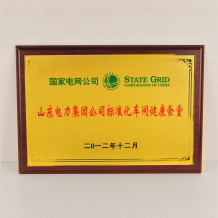 国家电网公司 STATE GRID
CORPORATION OF CHINA
山东电力集团公司标准化车间健康食堂
二〇一二年十二月